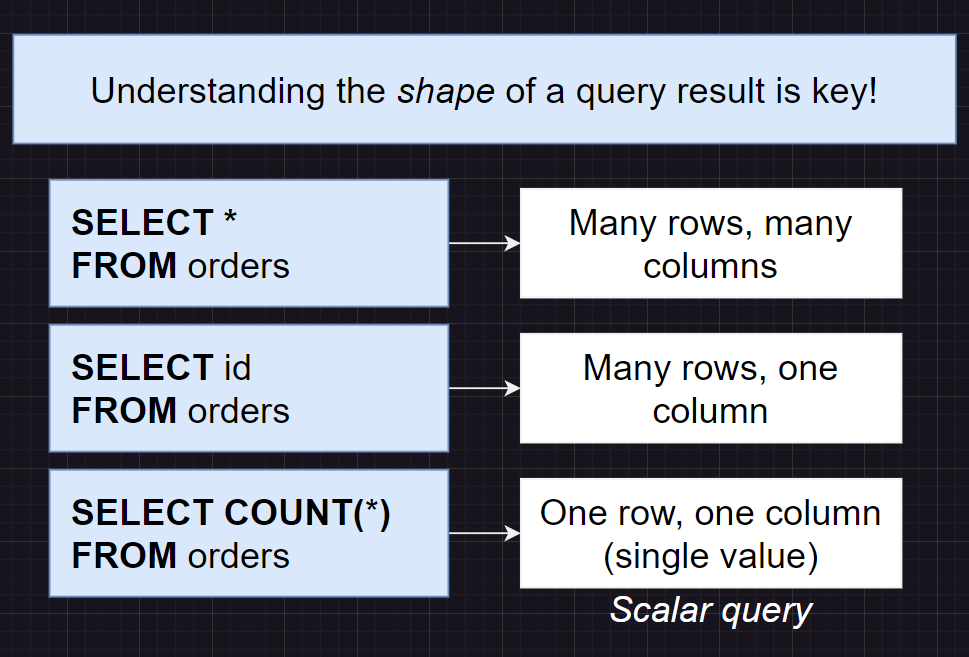 Understanding the shape of a query result is key!
SELECT *
FROM orders
Many rows, many
columns
SELECT id
FROM orders
Many rows, one
column
SELECT COUNT(*)
FROM orders
One row, one column
(single value)
Scalar query